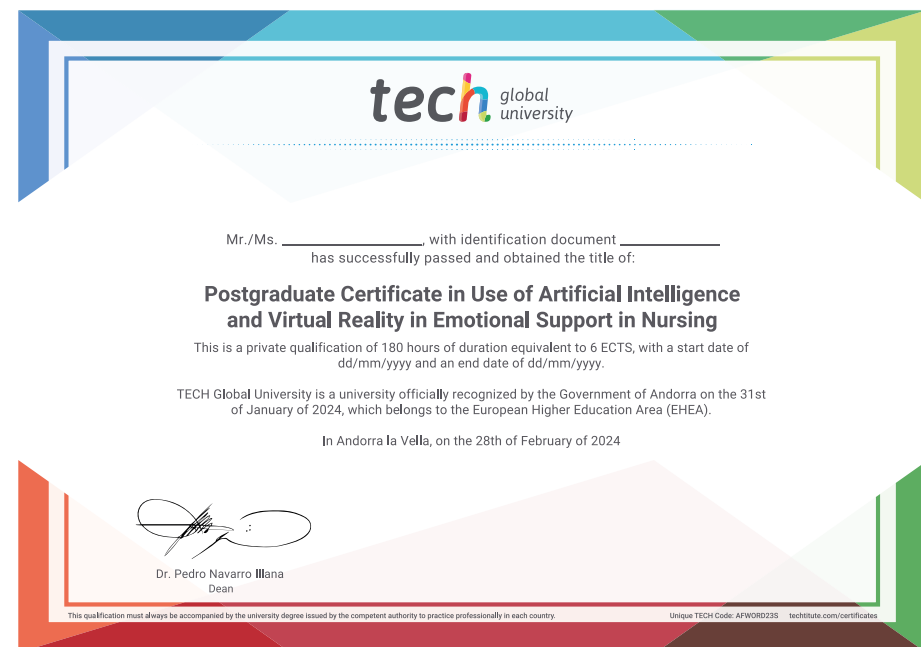 tech global
university
Mr./Ms. ____________________, with identification document ______________
has successfully passed and obtained the title of:
Postgraduate Certificate in Use of Artificial Intelligence
and Virtual Reality in Emotional Support in Nursing
This is a private qualification of 180 hours of duration equivalent to 6 ECTS, with a start date of
dd/mm/yyyy and an end date of dd/mm/yyyy.
TECH Global University is a university officially recognized by the Government of Andorra on the 31st
of January of 2024, which belongs to the European Higher Education Area (EHEA).
In Andorra la Vella, on the 28th of February of 2024
Dr. Pedro Navarro Illana
Dean
This qualification must always be accompanied by the university degree issued by the competent authority to practice professionally in each country. Unique TECH Code: AFWORD23S techtitute.com/certificates